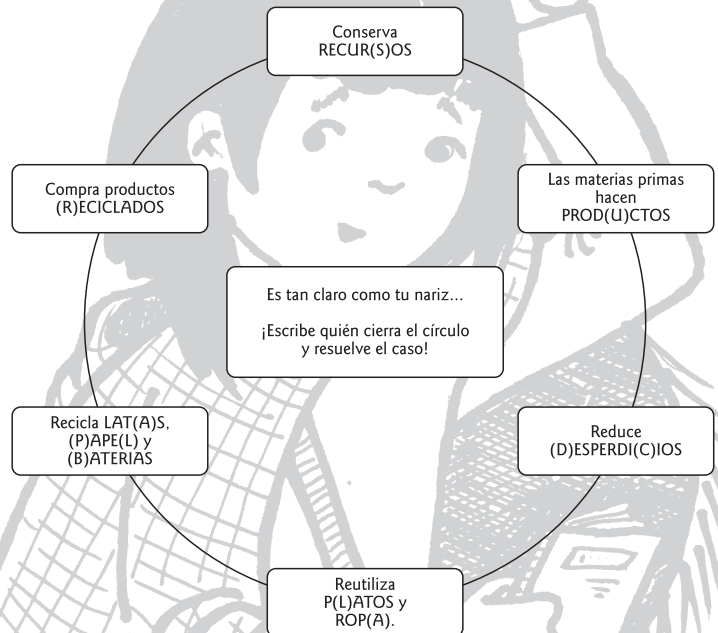 Conserva
RECUR(S)OS
Las materias primas
hacen
PROD(U)CTOS
Reduce
(D)ESPERDI(C)IOS
Reutiliza
P(L)ATOS y
ROP(A).
Recicla LAT(A)S,
(P)APE(L) y
(B)ATERIAS
Compra productos
(R)ECICLADOS
Es tan claro como tu nariz...
¡Escribe quién cierra el círculo
y resuelve el caso!